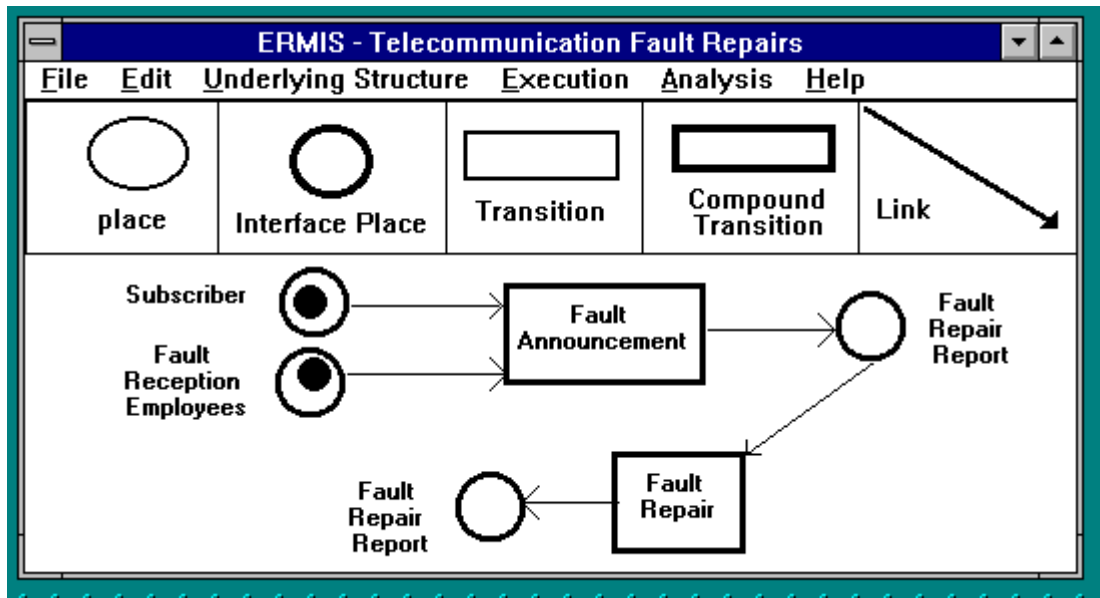 ERMIS - Telecommunication Fault Repairs
File Edit Underlying Structure Execution Analysis Help
place
Interface Place
Transition
Compound
Transition
Link
Subscriber
Fault
Reception
Employees
Fault
Announcement
Fault
Repair
Report
Fault
Repair
Report
Fault
Repair